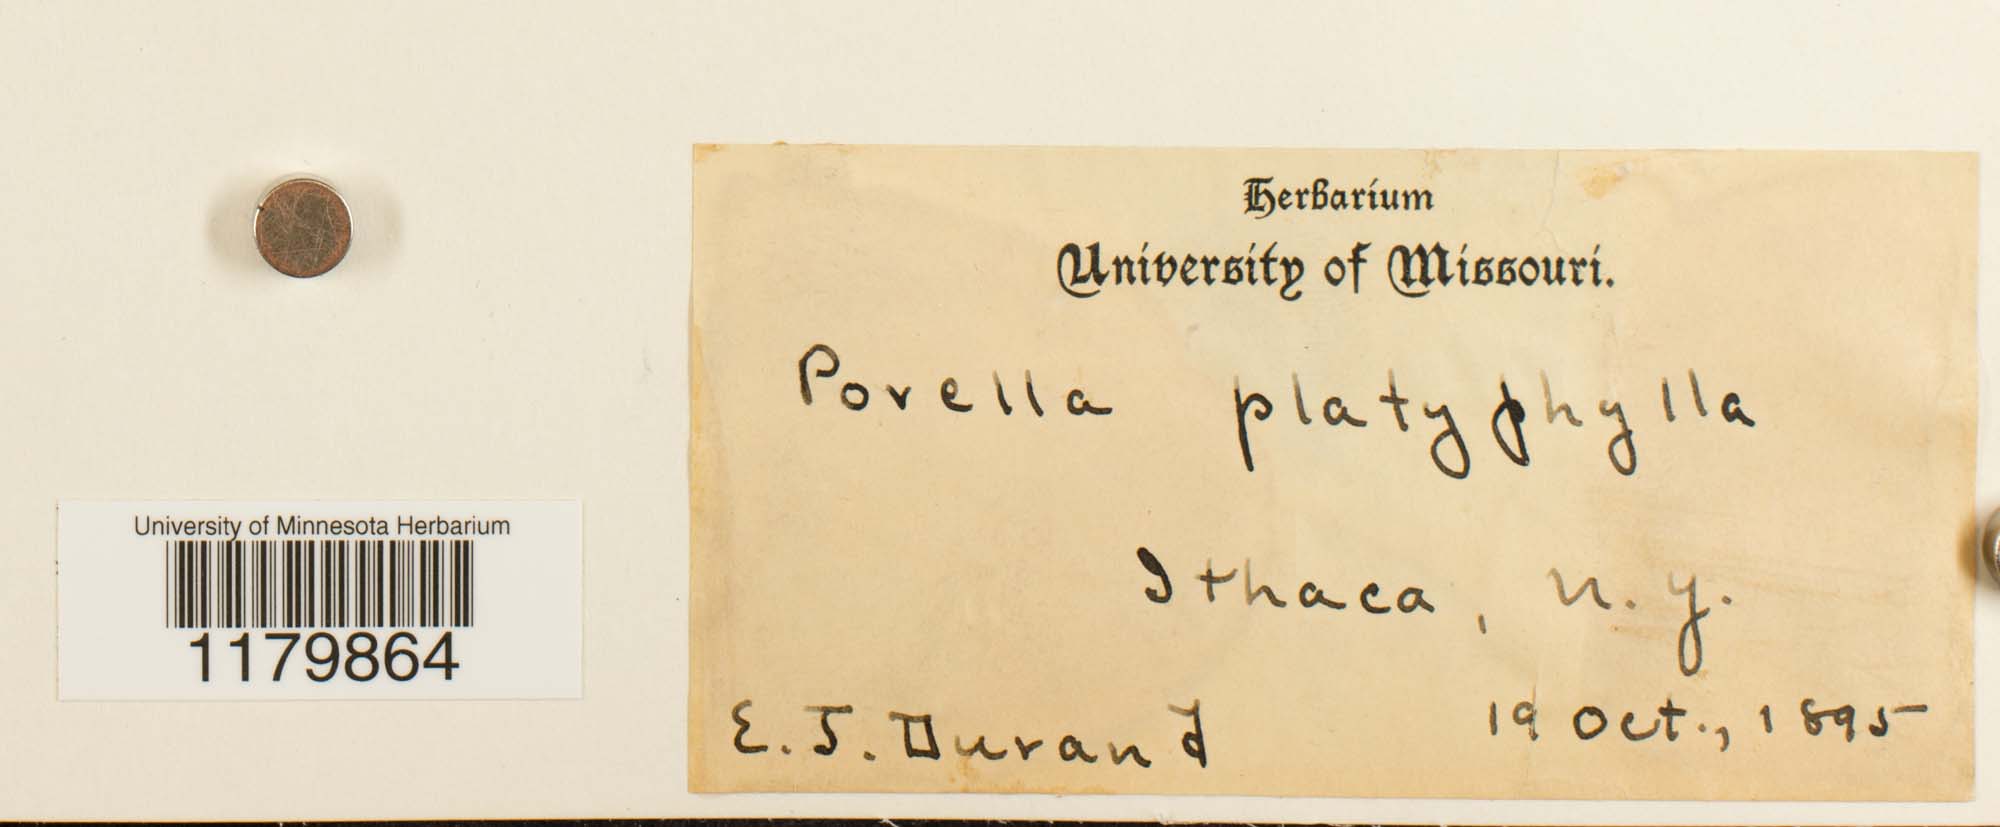 Herbarium
University of Missouri.
Porella platyphylla
Ithaca, N.Y.
E. J. Durand 19 Oct., 1895
University of Minnesota Herbarium
1179864